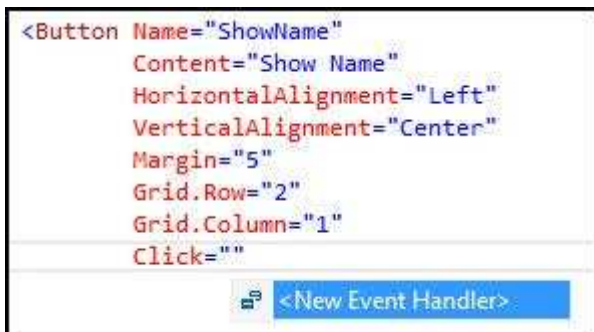 <Button Name="ShowName"
Content="Show Name"
HorizontalAlignment="Left"
VerticalAlignment="Center"
Margin="5"
Grid.Row="2"
Grid.Column="1"
Click=""
<New Event Handler>